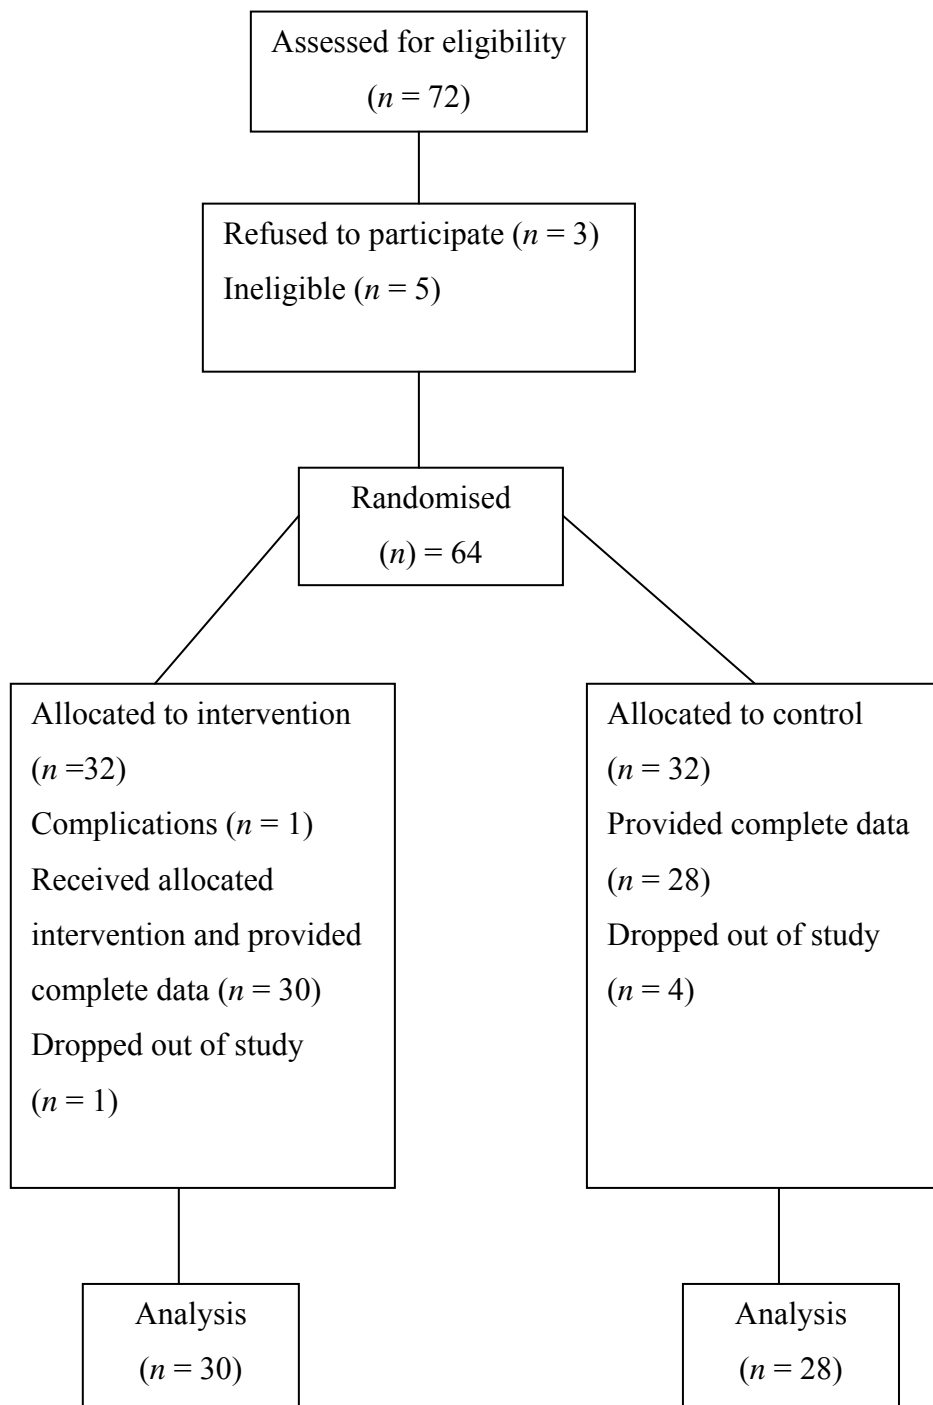 Assessed for eligibility
(n = 72)
Refused to participate (n = 3)
Ineligible (n = 5)
Randomised
(n) = 64
Allocated to intervention
(n =32)
Complications (n = 1)
Received allocated
intervention and provided
complete data (n = 30)
Dropped out of study
(n = 1)
Allocated to control
(n = 32)
Provided complete data
(n = 28)
Dropped out of study
(n = 4)
Analysis
(n = 30)
Analysis
(n = 28)